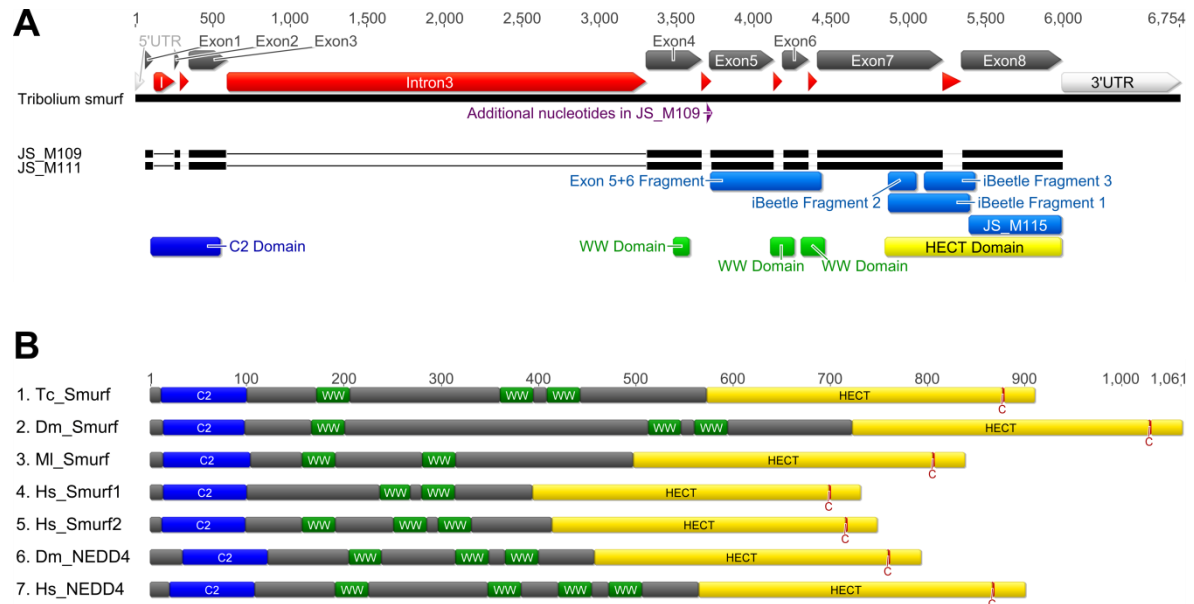 A
1 500 1,000 1,500 2,000 2,500 3,000 3,500 4,000 4,500 5,000 5,500 6,000 6,754
5'UTR Exon1 Exon2 Exon3 Exon4 Exon6
Exon5 Exon7 Exon8
I Intron3 3'UTR
Tribolium smurf
Additional nucleotides in JS_M109
JS_M109
JS_M111
Exon 5+6 Fragment iBeetle Fragment 3
iBeetle Fragment 2 iBeetle Fragment 1
JS_M115
C2 Domain WW Domain HECT Domain
WW Domain WW Domain
B
1 100 200 300 400 500 600 700 800 900 1,000 1,061
1. Tc_Smurf C2 WW WW WW HECT C
2. Dm_Smurf C2 WW WW WW HECT C
3. Ml_Smurf C2 WW WW HECT C
4. Hs_Smurf1 C2 WW WW HECT C
5. Hs_Smurf2 C2 WW WW WW HECT C
6. Dm_NEDD4 C2 WW WW WW HECT C
7. Hs_NEDD4 C2 WW WW WW WW HECT C